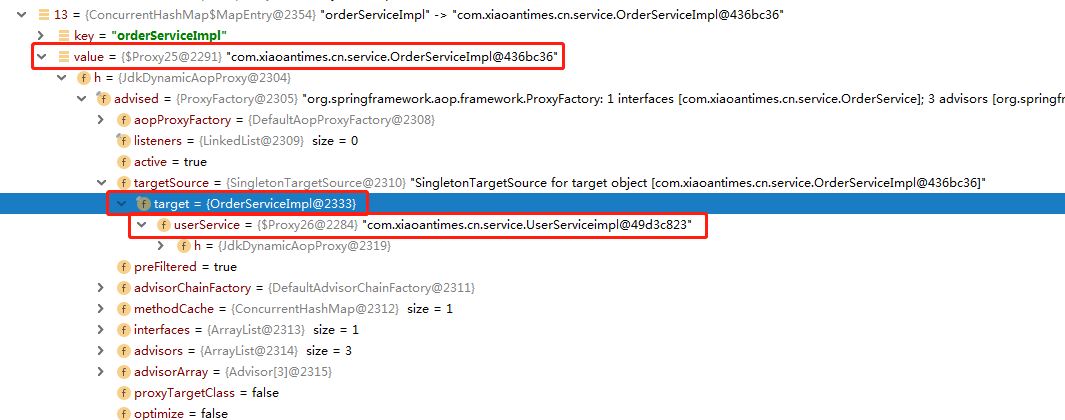 13 = {ConcurrentHashMap$MapEntry@2354} "orderServiceImpl" -> "com.xiaoantimes.cn.service.OrderServiceImpl@436bc36"
key = "orderServiceImpl"
value = {$Proxy25@2291} "com.xiaoantimes.cn.service.OrderServiceImpl@436bc36"
h = {JdkDynamicAopProxy@2304}
f advised = {ProxyFactory@2305} "org.springframework.aop.framework.ProxyFactory: 1 interfaces [com.xiaoantimes.cn.service.OrderService]; 3 advisors [org.springf
f aopProxyFactory = {DefaultAopProxyFactory@2308}
f listeners = {LinkedList@2309} size = 0
f active = true
f targetSource = {SingletonTargetSource@2310} "SingletonTargetSource for target object [com.xiaoantimes.cn.service.OrderServiceImpl@436bc36]"
f target = {OrderServiceImpl@2333}
f userService = {$Proxy26@2284} "com.xiaoantimes.cn.service.UserServiceimpl@49d3c823"
f h = {JdkDynamicAopProxy@2319}
f preFiltered = true
f advisorChainFactory = {DefaultAdvisorChainFactory@2311}
f methodCache = {ConcurrentHashMap@2312} size = 1
f interfaces = {ArrayList@2313} size = 1
f advisors = {ArrayList@2314} size = 3
f advisorArray = {Advisor[3]@2315}
f proxyTargetClass = false
f optimize = false